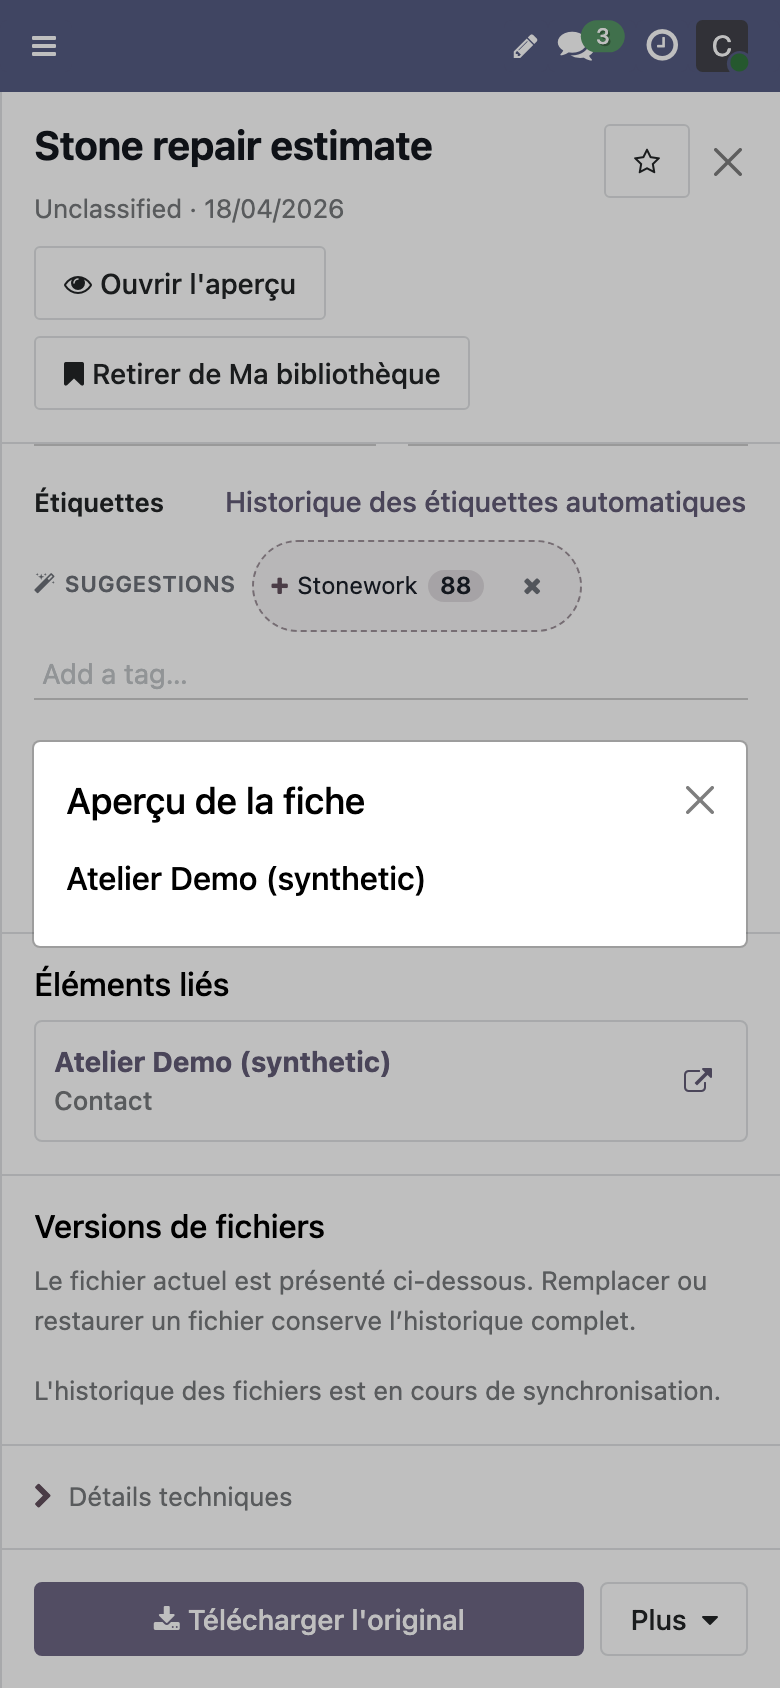 3
C
Stone repair estimate
Unclassified · 18/04/2026
Ouvrir l'aperçu
Retirer de Ma bibliothèque
Étiquettes Historique des étiquettes automatiques
SUGGESTIONS + Stonework 88
Add a tag...
Aperçu de la fiche
Atelier Demo (synthetic)
Éléments liés
Atelier Demo (synthetic)
Contact
Versions de fichiers
Le fichier actuel est présenté ci-dessous. Remplacer ou
restaurer un fichier conserve l’historique complet.
L'historique des fichiers est en cours de synchronisation.
Détails techniques
Télécharger l'original Plus